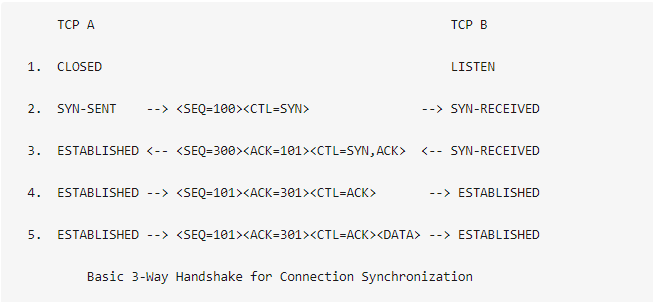 TCP A                                                TCP B
1.  CLOSED                                               LISTEN
2.  SYN-SENT    --> <SEQ=100><CTL=SYN>               --> SYN-RECEIVED
3.  ESTABLISHED <-- <SEQ=300><ACK=101><CTL=SYN,ACK>  <-- SYN-RECEIVED
4.  ESTABLISHED --> <SEQ=101><ACK=301><CTL=ACK>       --> ESTABLISHED
5.  ESTABLISHED --> <SEQ=101><ACK=301><CTL=ACK><DATA> --> ESTABLISHED
Basic 3-Way Handshake for Connection Synchronization